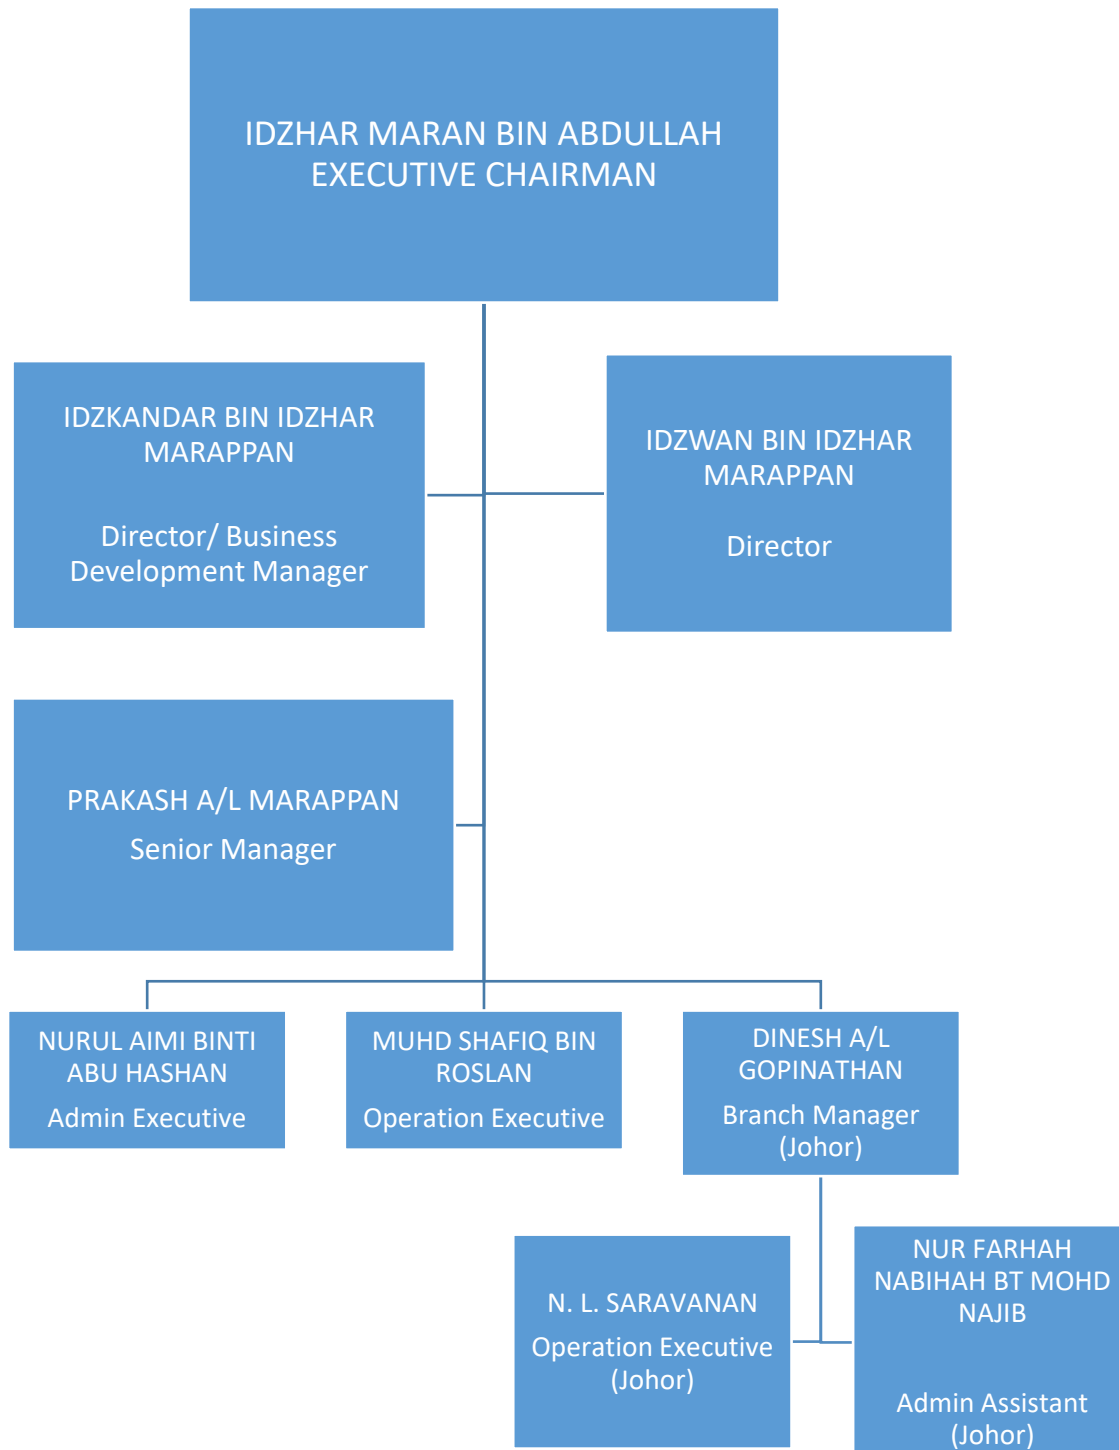 IDZHAR MARAN BIN ABDULLAH
EXECUTIVE CHAIRMAN
IDZKANDAR BIN IDZHAR
MARAPPAN
Director/ Business
Development Manager
IDZWAN BIN IDZHAR
MARAPPAN
Director
PRAKASH A/L MARAPPAN
Senior Manager
NURUL AIMI BINTI
ABU HASHAN
Admin Executive
MUHD SHAFIQ BIN
ROSLAN
Operation Executive
DINESH A/L
GOPINATHAN
Branch Manager
(Johor)
N. L. SARAVANAN
Operation Executive
(Johor)
NUR FARHAH
NABIHAH BT MOHD
NAJIB
Admin Assistant
(Johor)